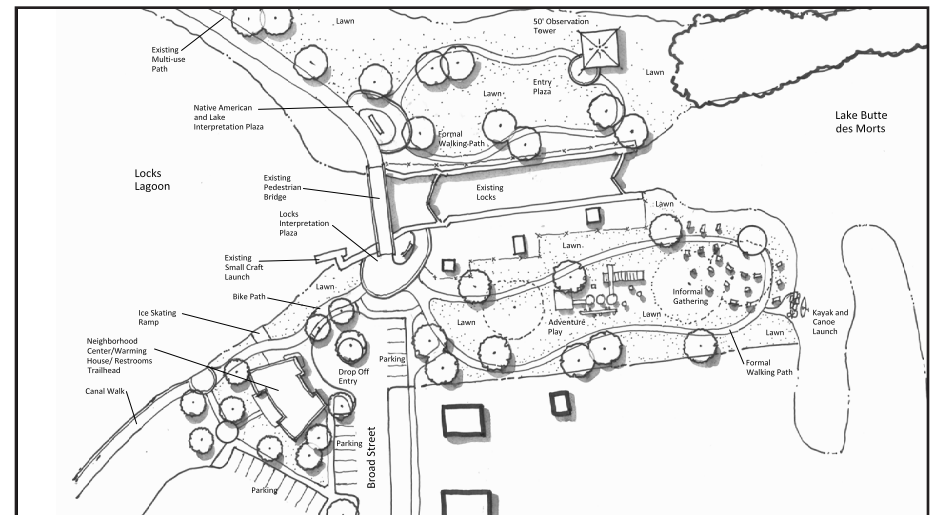 Lawn
50' Observation
Tower
Existing
Multi-use
Path
Lawn
Entry
Plaza
Lawn
Native American
and Lake
Interpretation Plaza
Lake Butte
des Morts
Formal
Walking Path
Locks
Lagoon
Existing
Pedestrian
Bridge
Existing
Locks
Lawn
Locks
Interpretation
Plaza
Lawn
Existing
Small Craft
Launch
Lawn
Bike Path
Informal
Gathering
Ice Skating
Ramp
Lawn
Adventure
Play
Lawn
Kayak and
Canoe
Launch
Lawn
Neighborhood
Center/Warming
House/ Restrooms
Trailhead
Parking
Drop Off
Entry
Formal
Walking Path
Canal Walk
Parking
Broad Street
Parking